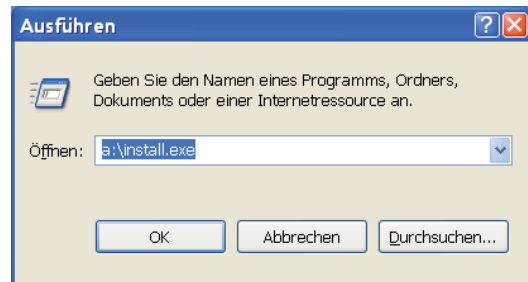 Ausführen
Geben Sie den Namen eines Programms, Ordners,
Dokuments oder einer Internetressource an.
Öffnen: a:\install.exe
OK Abbrechen Durchsuchen...